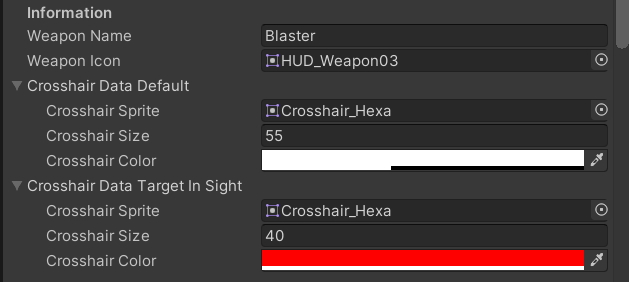 Information
Weapon Name Blaster
Weapon Icon HUD_Weapon03
Crosshair Data Default
Crosshair Sprite Crosshair_Hexa
Crosshair Size 55
Crosshair Color
Crosshair Data Target In Sight
Crosshair Sprite Crosshair_Hexa
Crosshair Size 40
Crosshair Color